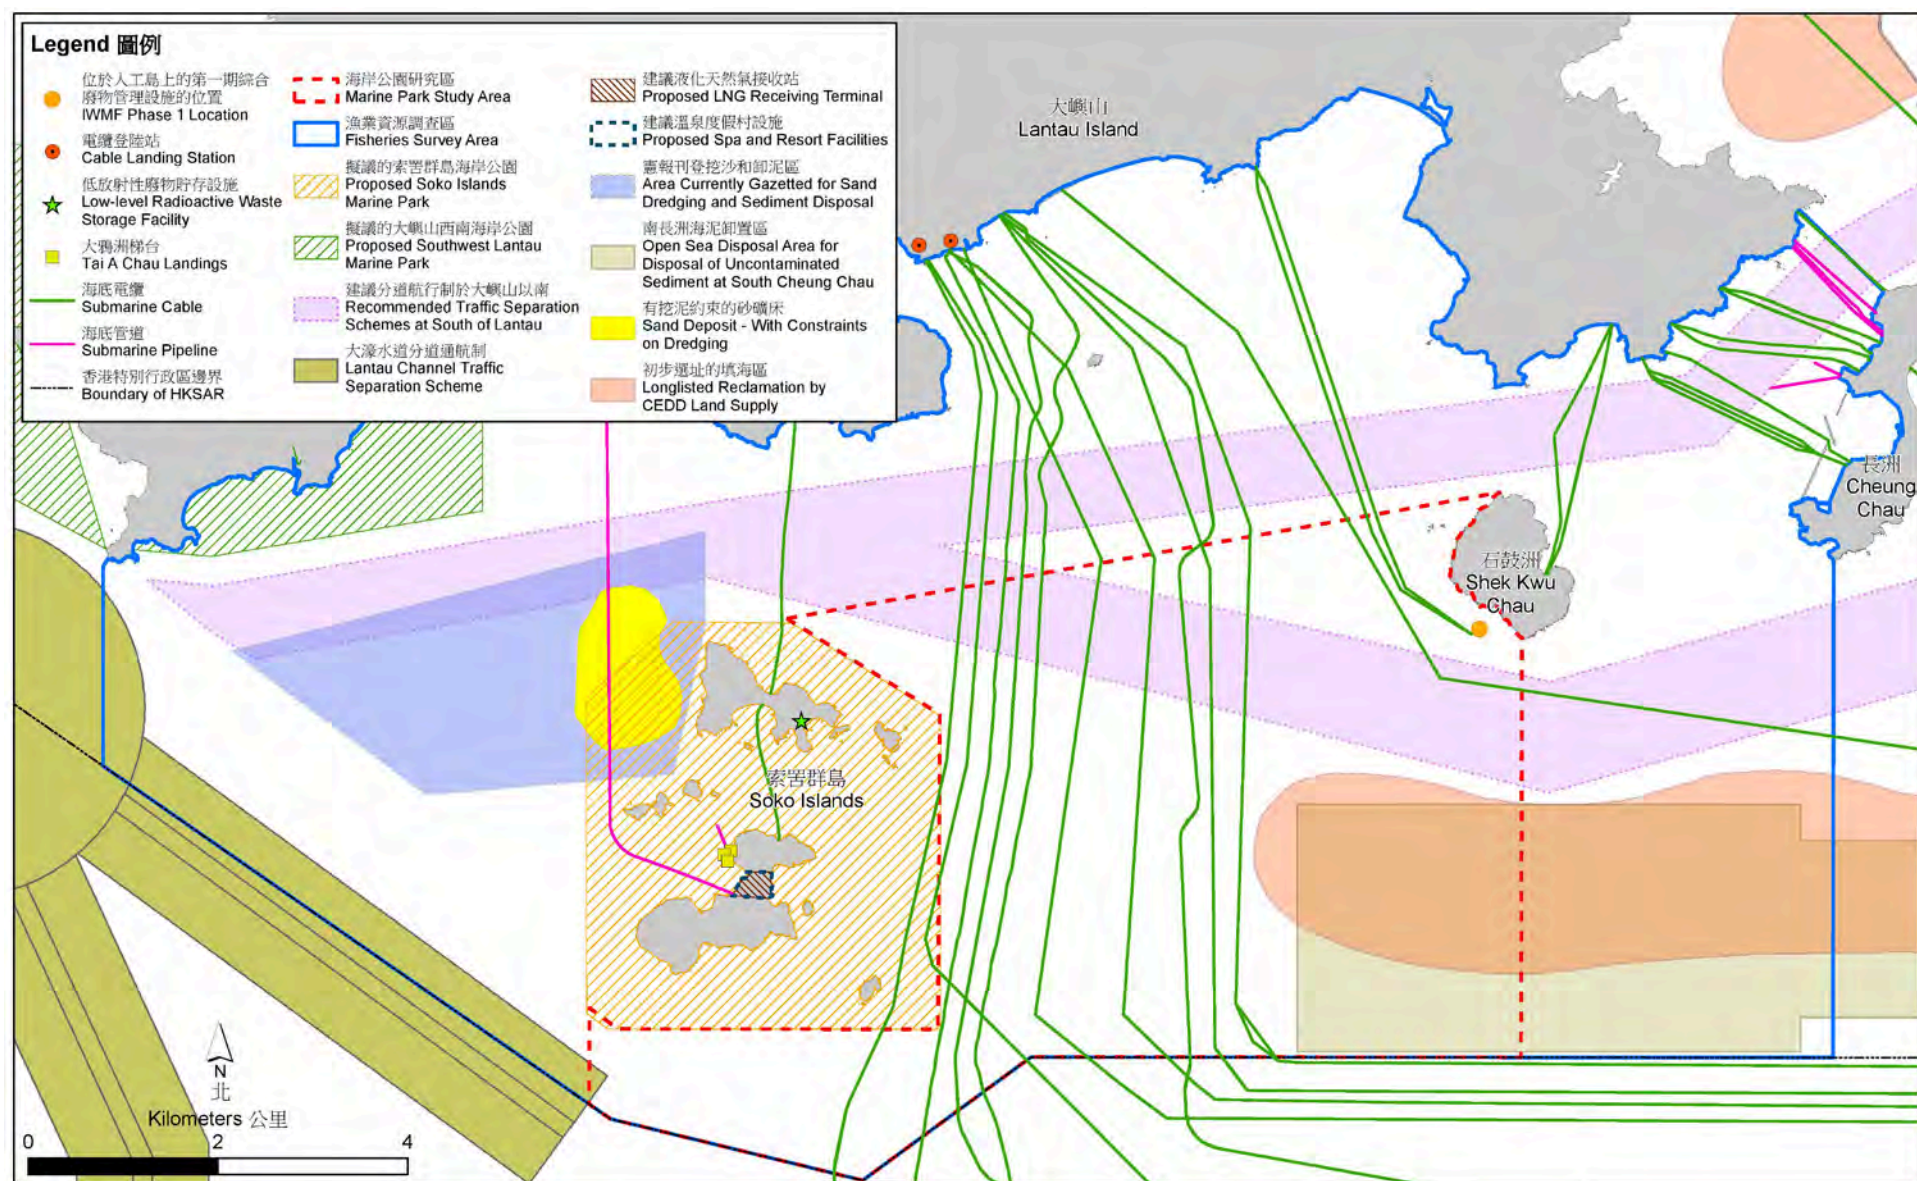 Legend 圖例
位於人工島上的第一期綜合
廢物管理設施的位置
IWMF Phase 1 Location
電纜登陸站
Cable Landing Station
低放射性廢物貯存設施
Low-level Radioactive Waste
Storage Facility
大鴉洲梯台
Tai A Chau Landings
海底電纜
Submarine Cable
海底管道
Submarine Pipeline
香港特別行政區邊界
Boundary of HKSAR
海岸公園研究區
Marine Park Study Area
漁業資源調查區
Fisheries Survey Area
擬議的索罟群島海岸公園
Proposed Soko Islands
Marine Park
擬議的大嶼山西南海岸公園
Proposed Southwest Lantau
Marine Park
建議分道航行制於大嶼山以南
Recommended Traffic Separation
Schemes at South of Lantau
大濠水道分道通航制
Lantau Channel Traffic
Separation Scheme
建議液化天然氣接收站
Proposed LNG Receiving Terminal
建議溫泉度假村設施
Proposed Spa and Resort Facilities
憲報刊登挖沙和卸泥區
Area Currently Gazetted for Sand
Dredging and Sediment Disposal
南長洲海泥卸置區
Open Sea Disposal Area for
Disposal of Uncontaminated
Sediment at South Cheung Chau
有挖泥約束的砂礦床
Sand Deposit - With Constraints
on Dredging
初步選址的填海區
Longlisted Reclamation by
CEDD Land Supply
大嶼山
Lantau Island
長洲
Cheung
Chau
石鼓洲
Shek Kwu
Chau
索罟群島
Soko Islands
N
北
Kilometers 公里
0 2 4